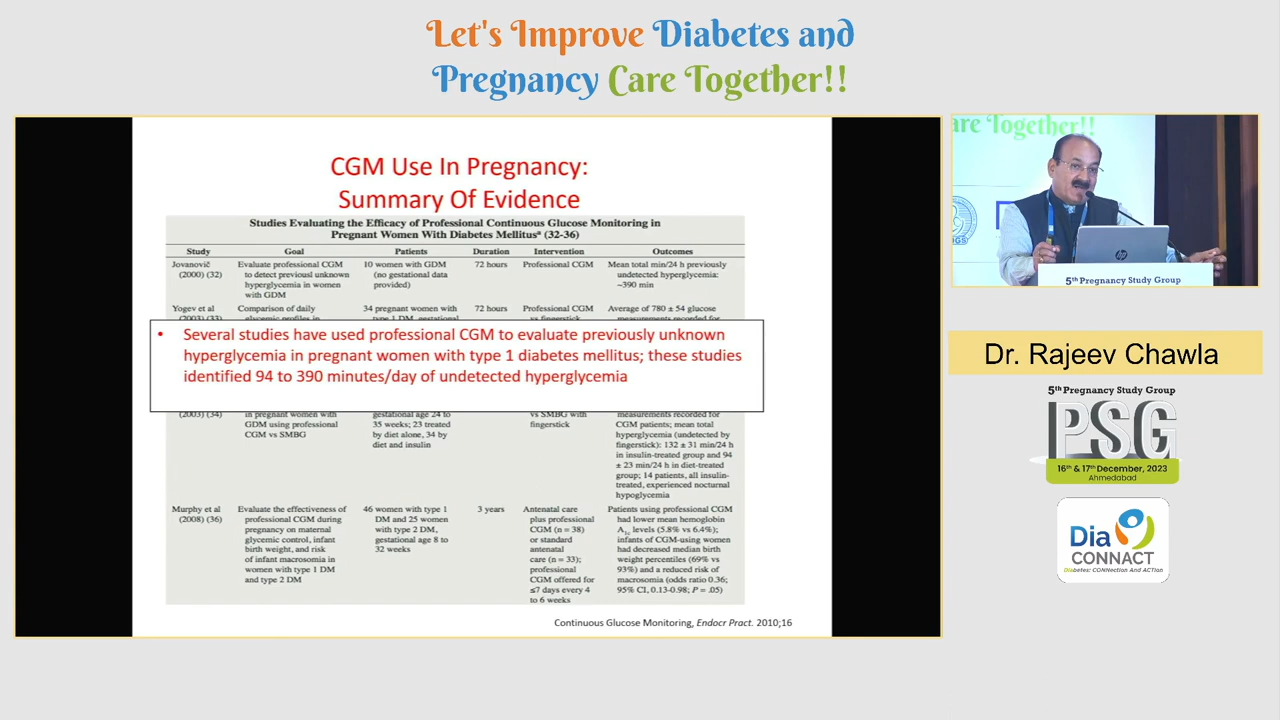 Let's Improve Diabetes and
Pregnancy Care Together!!
CGM Use In Pregnancy:
Summary Of Evidence
Studies Evaluating the Efficacy of Professional Continuous Glucose Monitoring in
Pregnant Women With Diabetes Mellitusª (32-36)
Study Goal Patients Duration Intervention Outcomes
Jovanovič Evaluate professional CGM 10 women with GDM 72 hours Professional CGM Mean total min/24 h previously
(2000) (32) to detect previousl unknown (no gestational data undetected hyperglycemia:
hyperglycemia in women provided) ~390 min
with GDM
Yogev et al Comparison of daily 34 pregnant women with 72 hours Professional CGM Average of 780 ± 54 glucose
• Several studies have used professional CGM to evaluate previously unknown
hyperglycemia in pregnant women with type 1 diabetes mellitus; these studies
identified 94 to 390 minutes/day of undetected hyperglycemia
(2003) (34) in pregnant women with gestational age 24 to vs SMBG with measurements recorded for
GDM using professional 35 weeks; 23 treated fingerstick CGM patients; mean total
CGM vs SMBG by diet alone, 34 by hyperglycemia (undetected by
diet and insulin fingerstick): 132 ± 31 min/24 h
in insulin-treated group and 94
± 23 min/24 h in diet-treated
group; 14 patients, all insulin-
treated, experienced nocturnal
hypoglycemia
Murphy et al Evaluate the effectiveness of 46 women with type 1 3 years Antenatal care Patients using professional CGM
(2008) (36) professional CGM during DM and 25 women plus professional had lower mean hemoglobin
pregnancy on maternal with type 2 DM, CGM (n = 38) A1c levels (5.8% vs 6.4%);
glycemic control, infant gestational age 8 to or standard infants of CGM-using women
birth weight, and risk 32 weeks antenatal had decreased median birth
of infant macrosomia in care (n = 33); weight percentiles (69% vs
women with type 1 DM professional 93%) and a reduced risk of
and type 2 DM CGM offered for macrosomia (odds ratio 0.36;
≤7 days every 4 95% CI, 0.13-0.98; P = .05)
to 6 weeks
Continuous Glucose Monitoring, Endocr Pract. 2010;16
are Together!!
hp
5th Pregnancy Study Group
Dr. Rajeev Chawla
5th Pregnancy Study Group
PSG
16th & 17th December, 2023
Ahmedabad
Dia
CONNACT
Diabetes: CONNection And ACTion